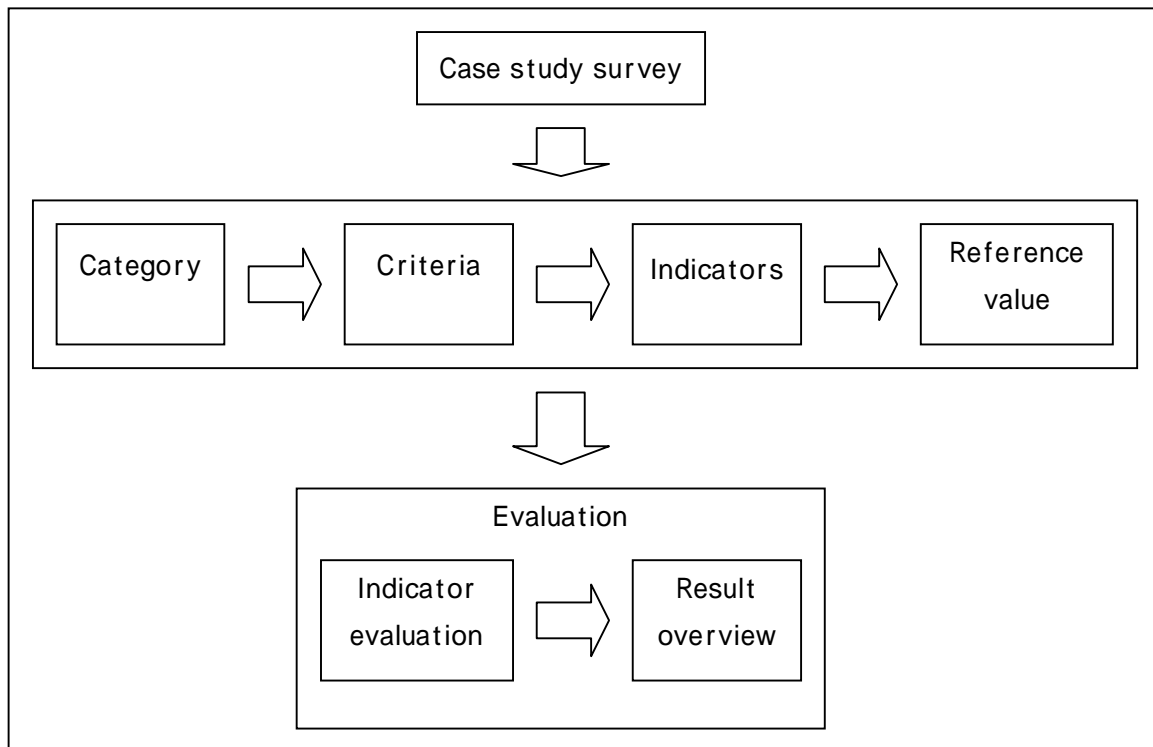 Case study survey
Category
Criteria
Indicators
Reference
value
Evaluation
Indicator
evaluation
Result
overview